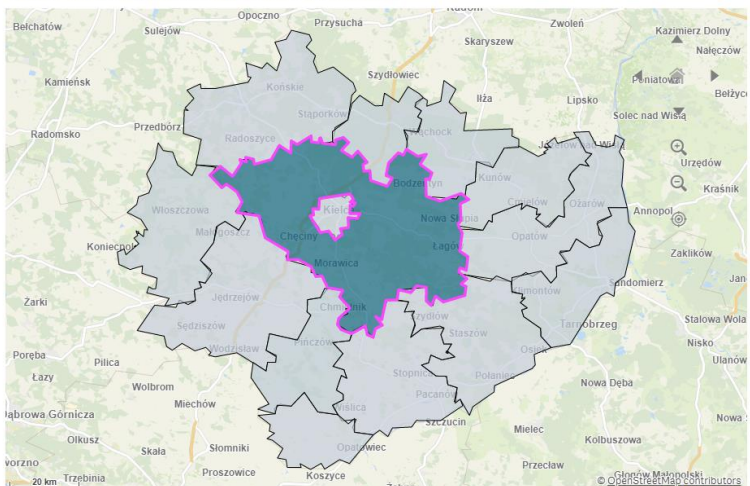 Bełchatów
Sulejów
Opoczno
Przysucha
Radom
Zwoleń
Kazimierz Dolny
Skaryszew
Nałęczów
Kamieńsk
Szydłowiec
Poniatowa
Bełżyce
Końskie
Iłża
Lipsko
Stąporków
Solec nad Wisłą
Radomsko
Przedbórz
Radoszyce
Wąchock
Józefów nad Wisłą
Urzędów
Kunów
Bodzentyn
Kraśnik
Włoszczowa
Kielce
Nowa Słupia
Ćmielów
Ożarów
Annopol
Małogoszcz
Chęciny
Opatów
Koniecpol
Łagów
Zaklików
Morawica
Żarki
Jędrzejów
Chmielnik
Klimontów
Sandomierz
Szydłów
Sędziszów
Staszów
Tarnobrzeg
Stalowa Wola
Wodzisław
Pińczów
Osiek
Nisko
Poręba
Pilica
Stopnica
Połaniec
Ulanów
Łazy
Wolbrom
Pacanów
Nowa Dęba
Miechów
Wiślica
Dąbrowa Górnicza
Szczucin
Mielec
Olkusz
Skała
Słomniki
Opatowiec
Kolbuszowa
Proszowice
Koszyce
Przecław
Trzebinia
Głogów Małopolski
20 km
© OpenStreetMap contributors